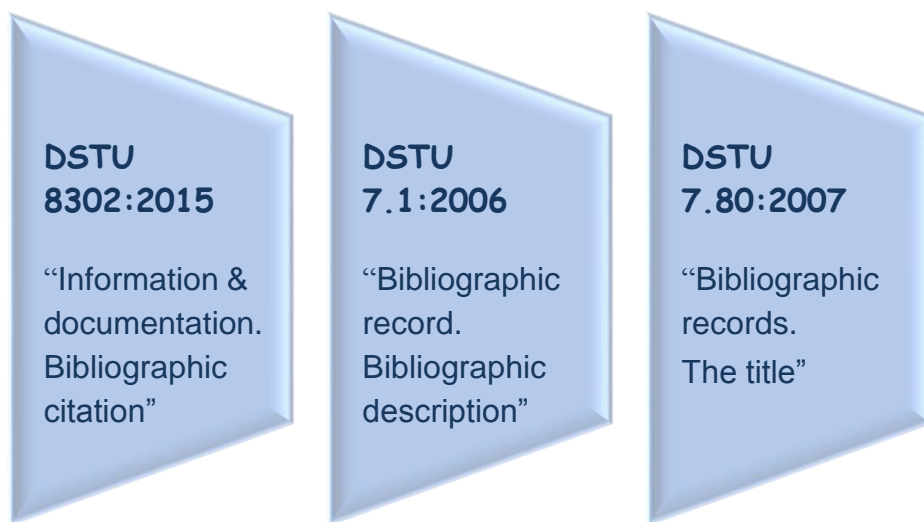 DSTU
8302:2015
“Information &
documentation.
Bibliographic
citation”
DSTU
7.1:2006
“Bibliographic
record.
Bibliographic
description”
DSTU
7.80:2007
“Bibliographic
records.
The title”